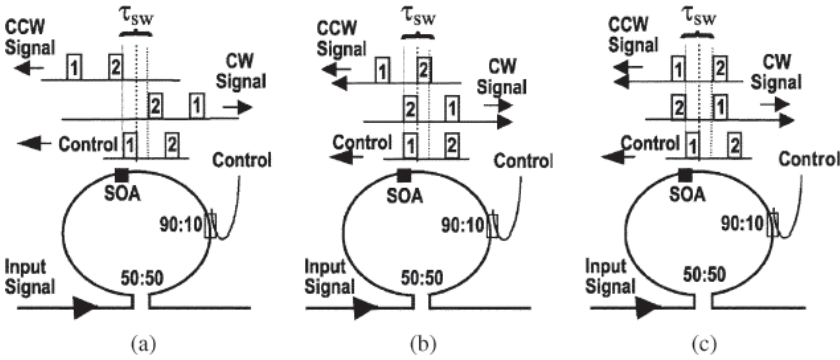 τsw
CCW
Signal
1 2
CW
Signal
2 1
Control
1 2
Control
SOA
90:10
Input
Signal
50:50
(a)
τsw
CCW
Signal
1 2
CW
Signal
2 1
Control
1 2
Control
SOA
90:10
Input
Signal
50:50
(b)
τsw
CCW
Signal
1 2
CW
Signal
2 1
Control
1 2
Control
SOA
90:10
Input
Signal
50:50
(c)